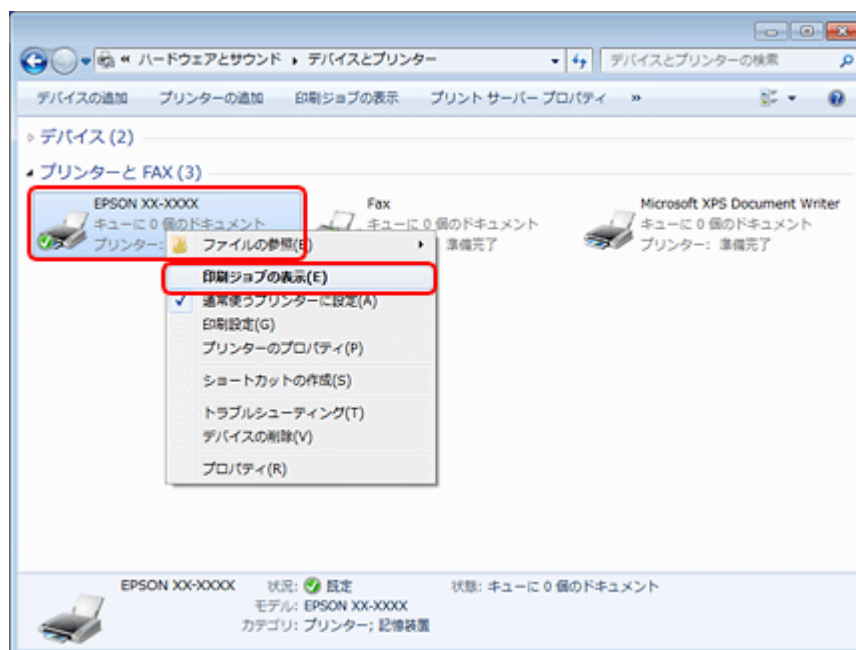 « ハードウェアとサウンド ▸ デバイスとプリンター
デバイスとプリンターの検索
デバイスの追加 プリンターの追加 印刷ジョブの表示 プリント サーバー プロパティ »
デバイス (2)
プリンターと FAX (3)
EPSON XX-XXXX
キューに 0 個のドキュメント
プリンター:
Fax
キューに 0 個のドキュメント
準備完了
Microsoft XPS Document Writer
キューに 0 個のドキュメント
プリンター: 準備完了
ファイルの参照(B)
印刷ジョブの表示(E)
通常使うプリンターに設定(A)
印刷設定(G)
プリンターのプロパティ(P)
ショートカットの作成(S)
トラブルシューティング(T)
デバイスの削除(V)
プロパティ(R)
EPSON XX-XXXX 状況: 既定 状態: キューに 0 個のドキュメント
モデル: EPSON XX-XXXX
カテゴリ: プリンター; 記憶装置